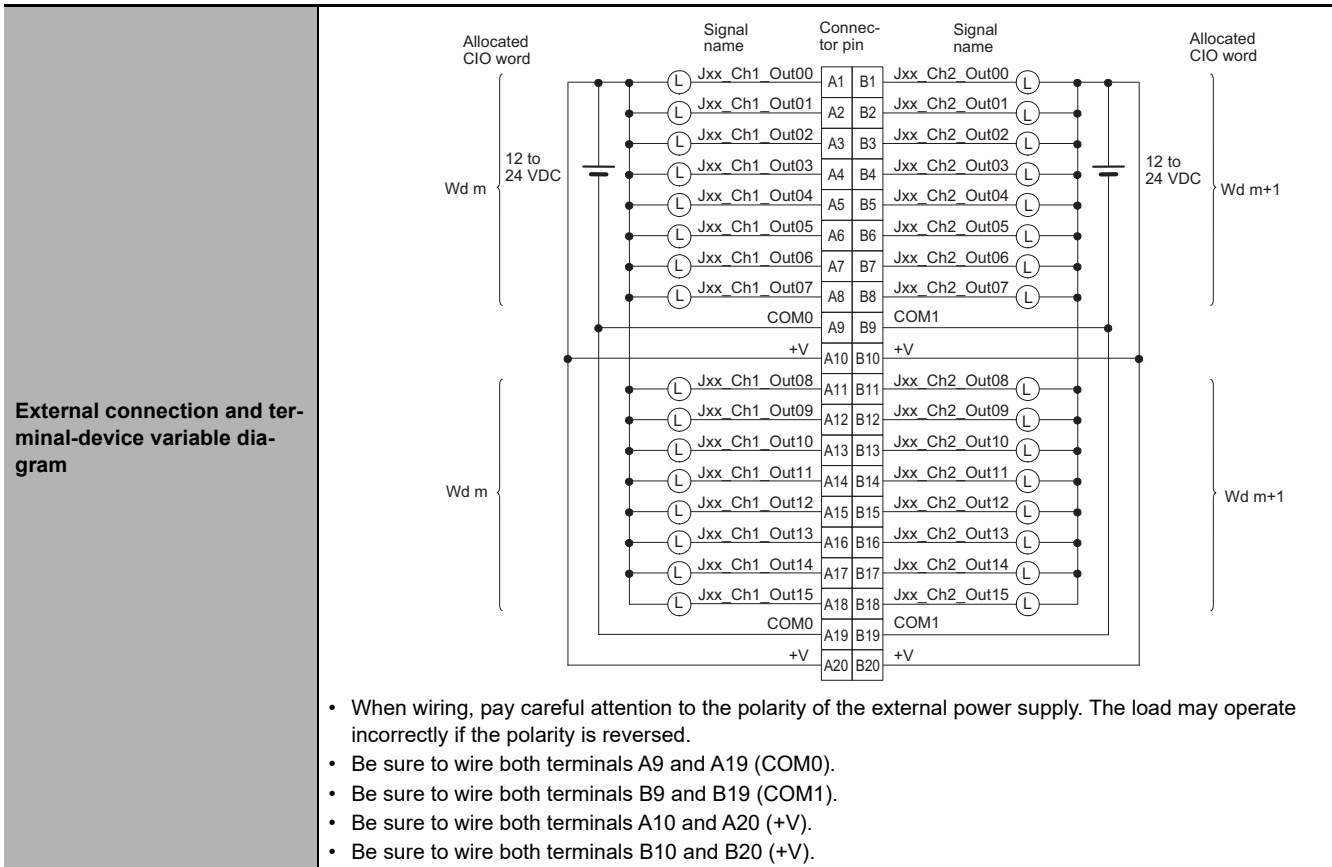 External connection and ter-
minal-device variable dia-
gram
Allocated
CIO word
Signal
name
Connec-
tor pin
Signal
name
Allocated
CIO word
L Jxx_Ch1_Out00 A1 B1 Jxx_Ch2_Out00 L
L Jxx_Ch1_Out01 A2 B2 Jxx_Ch2_Out01 L
L Jxx_Ch1_Out02 A3 B3 Jxx_Ch2_Out02 L
12 to
24 VDC
L Jxx_Ch1_Out03 A4 B4 Jxx_Ch2_Out03 L
12 to
24 VDC
Wd m
Wd m+1
L Jxx_Ch1_Out04 A5 B5 Jxx_Ch2_Out04 L
L Jxx_Ch1_Out05 A6 B6 Jxx_Ch2_Out05 L
L Jxx_Ch1_Out06 A7 B7 Jxx_Ch2_Out06 L
L Jxx_Ch1_Out07 A8 B8 Jxx_Ch2_Out07 L
COM0 A9 B9 COM1
+V A10 B10 +V
L Jxx_Ch1_Out08 A11 B11 Jxx_Ch2_Out08 L
L Jxx_Ch1_Out09 A12 B12 Jxx_Ch2_Out09 L
L Jxx_Ch1_Out10 A13 B13 Jxx_Ch2_Out10 L
L Jxx_Ch1_Out11 A14 B14 Jxx_Ch2_Out11 L
Wd m
Wd m+1
L Jxx_Ch1_Out12 A15 B15 Jxx_Ch2_Out12 L
L Jxx_Ch1_Out13 A16 B16 Jxx_Ch2_Out13 L
L Jxx_Ch1_Out14 A17 B17 Jxx_Ch2_Out14 L
L Jxx_Ch1_Out15 A18 B18 Jxx_Ch2_Out15 L
COM0 A19 B19 COM1
+V A20 B20 +V
• When wiring, pay careful attention to the polarity of the external power supply. The load may operate
incorrectly if the polarity is reversed.
• Be sure to wire both terminals A9 and A19 (COM0).
• Be sure to wire both terminals B9 and B19 (COM1).
• Be sure to wire both terminals A10 and A20 (+V).
• Be sure to wire both terminals B10 and B20 (+V).